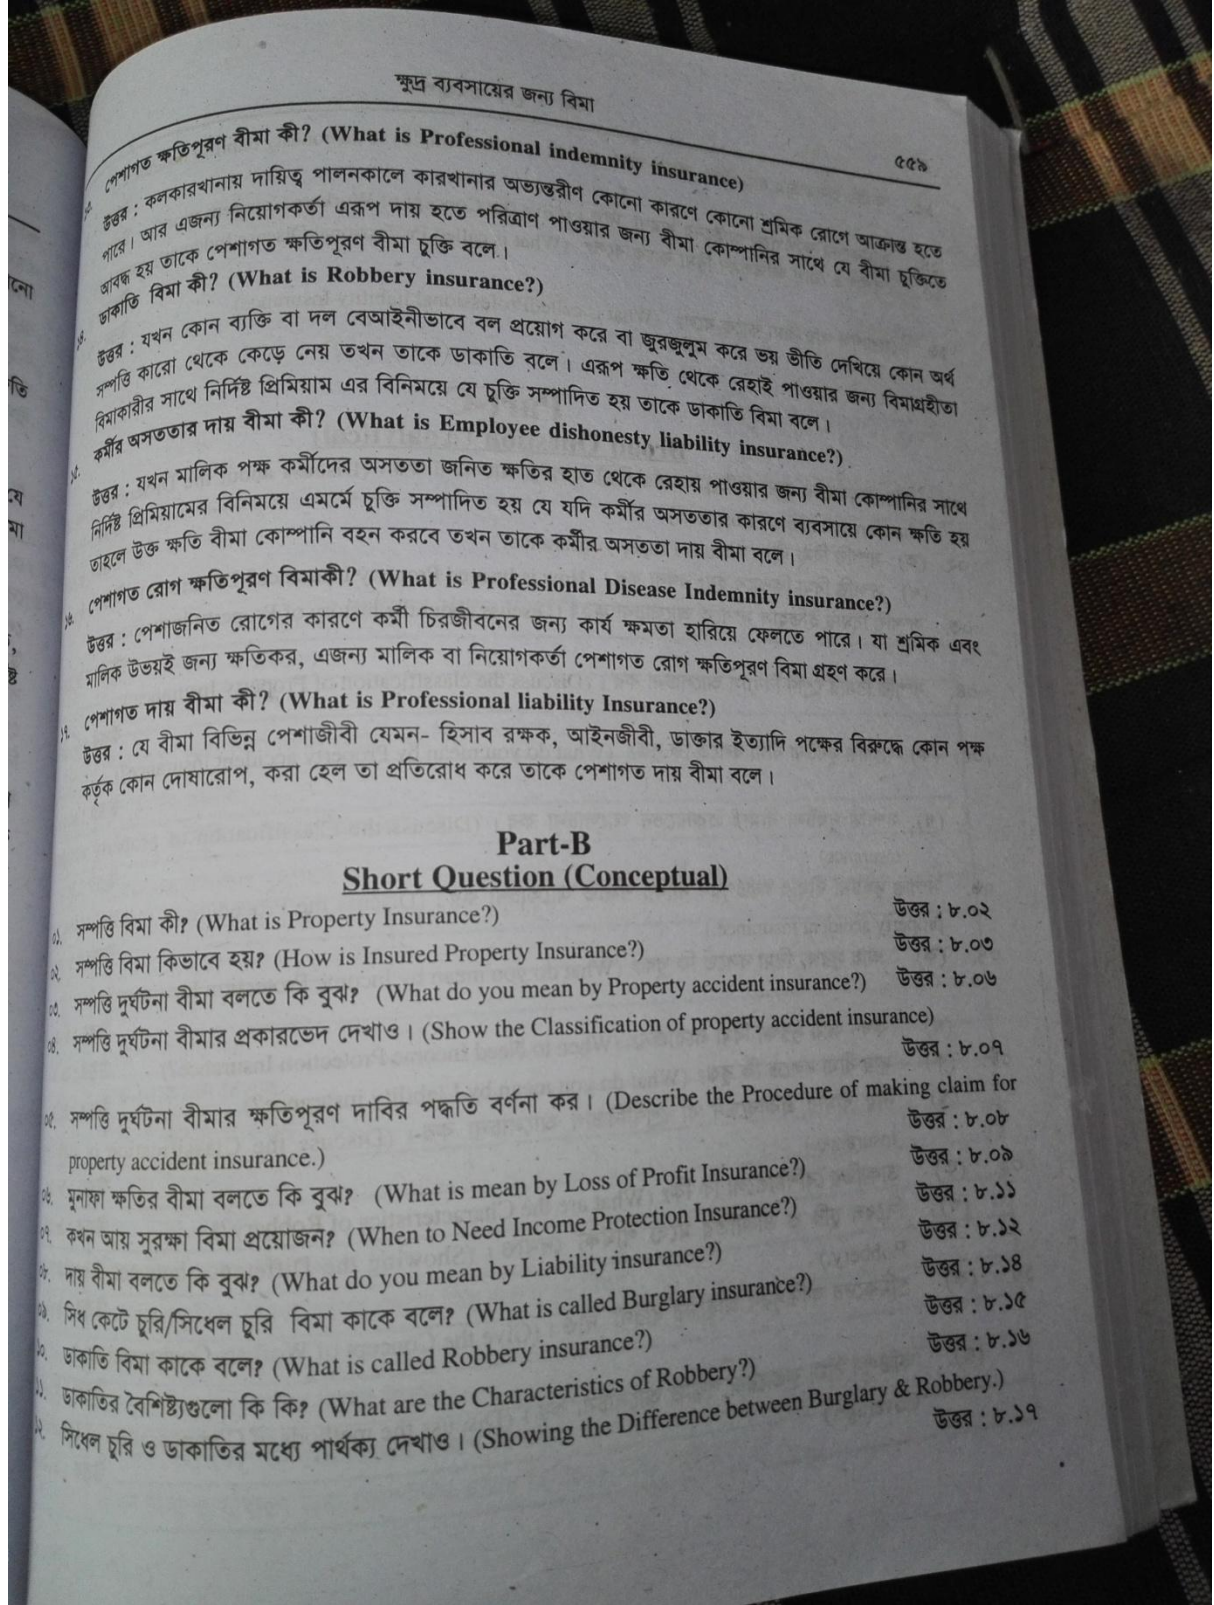 ক্ষুদ্র ব্যবসায়ের জন্য বিমা
৫৫৯
পেশাগত ক্ষতিপূরণ বীমা কী? (What is Professional indemnity insurance)
উত্তর : কলকারখানায় দায়িত্ব পালনকালে কারখানার অভ্যন্তরীণ কোনো কারণে কোনো শ্রমিক রোগে আক্রান্ত হতে
পারে। আর এজন্য নিয়োগকর্তা এরূপ দায় হতে পরিত্রাণ পাওয়ার জন্য বীমা কোম্পানির সাথে যে বীমা চুক্তিতে
আবদ্ধ হয় তাকে পেশাগত ক্ষতিপূরণ বীমা চুক্তি বলে।
ডাকাতি বিমা কী? (What is Robbery insurance?)
উত্তর : যখন কোন ব্যক্তি বা দল বেআইনীভাবে বল প্রয়োগ করে বা জুরজুলুম করে ভয় ভীতি দেখিয়ে কোন অর্থ
সম্পত্তি কারো থেকে কেড়ে নেয় তখন তাকে ডাকাতি বলে। এরূপ ক্ষতি থেকে রেহাই পাওয়ার জন্য বিমাগ্রহীতা
বিমাকারীর সাথে নির্দিষ্ট প্রিমিয়াম এর বিনিময়ে যে চুক্তি সম্পাদিত হয় তাকে ডাকাতি বিমা বলে।
১৫. কর্মীর অসততার দায় বীমা কী? (What is Employee dishonesty liability insurance?)
উত্তর : যখন মালিক পক্ষ কর্মীদের অসততা জনিত ক্ষতির হাত থেকে রেহায় পাওয়ার জন্য বীমা কোম্পানির সাথে
নির্দিষ্ট প্রিমিয়ামের বিনিময়ে এমর্মে চুক্তি সম্পাদিত হয় যে যদি কর্মীর অসততার কারণে ব্যবসায়ে কোন ক্ষতি হয়
তাহলে উক্ত ক্ষতি বীমা কোম্পানি বহন করবে তখন তাকে কর্মীর অসততা দায় বীমা বলে।
১৬. পেশাগত রোগ ক্ষতিপূরণ বিমাকী? (What is Professional Disease Indemnity insurance?)
উত্তর : পেশাজনিত রোগের কারণে কর্মী চিরজীবনের জন্য কার্য ক্ষমতা হারিয়ে ফেলতে পারে। যা শ্রমিক এবং
মালিক উভয়ই জন্য ক্ষতিকর, এজন্য মালিক বা নিয়োগকর্তা পেশাগত রোগ ক্ষতিপূরণ বিমা গ্রহণ করে।
১৭. পেশাগত দায় বীমা কী? (What is Professional liability Insurance?)
উত্তর : যে বীমা বিভিন্ন পেশাজীবী যেমন- হিসাব রক্ষক, আইনজীবী, ডাক্তার ইত্যাদি পক্ষের বিরুদ্ধে কোন পক্ষ
কর্তৃক কোন দোষারোপ, করা হেল তা প্রতিরোধ করে তাকে পেশাগত দায় বীমা বলে।
Part-B
Short Question (Conceptual)
০১. সম্পত্তি বিমা কী? (What is Property Insurance?) উত্তর : ৮.০২
০২. সম্পত্তি বিমা কিভাবে হয়? (How is Insured Property Insurance?) উত্তর : ৮.০৩
০৩. সম্পত্তি দুর্ঘটনা বীমা বলতে কি বুঝ? (What do you mean by Property accident insurance?) উত্তর : ৮.০৬
০৪. সম্পত্তি দুর্ঘটনা বীমার প্রকারভেদ দেখাও। (Show the Classification of property accident insurance)
উত্তর : ৮.০৭
০৫. সম্পত্তি দুর্ঘটনা বীমার ক্ষতিপূরণ দাবির পদ্ধতি বর্ণনা কর। (Describe the Procedure of making claim for
property accident insurance.) উত্তর : ৮.০৮
০৬. মুনাফা ক্ষতির বীমা বলতে কি বুঝ? (What is mean by Loss of Profit Insurance?) উত্তর : ৮.০৯
০৭. কখন আয় সুরক্ষা বিমা প্রয়োজন? (When to Need Income Protection Insurance?) উত্তর : ৮.১১
০৮. দায় বীমা বলতে কি বুঝ? (What do you mean by Liability insurance?) উত্তর : ৮.১২
০৯. সিধ কেটে চুরি/সিধেল চুরি বিমা কাকে বলে? (What is called Burglary insurance?) উত্তর : ৮.১৪
১০. ডাকাতি বিমা কাকে বলে? (What is called Robbery insurance?) উত্তর : ৮.১৫
১১. ডাকাতির বৈশিষ্ট্যগুলো কি কি? (What are the Characteristics of Robbery?) উত্তর : ৮.১৬
১২. সিধেল চুরি ও ডাকাতির মধ্যে পার্থক্য দেখাও। (Showing the Difference between Burglary & Robbery.)
উত্তর : ৮.১৭